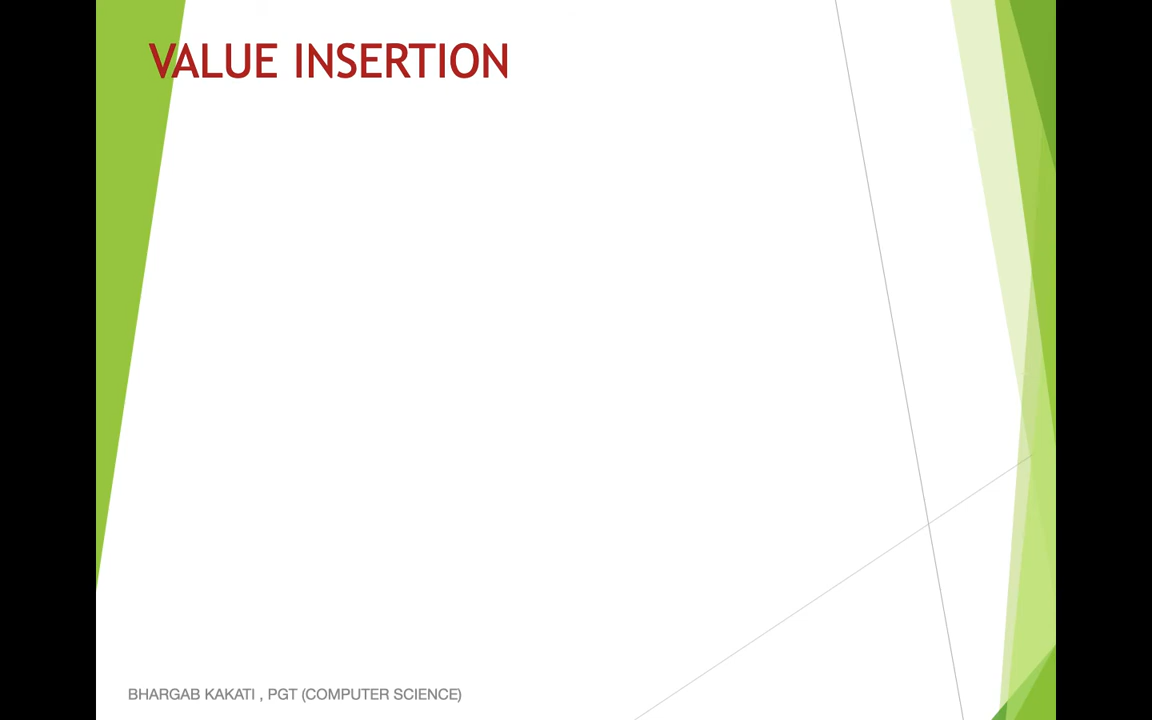 VALUE INSERTION
BHARGAB KAKATI , PGT (COMPUTER SCIENCE)